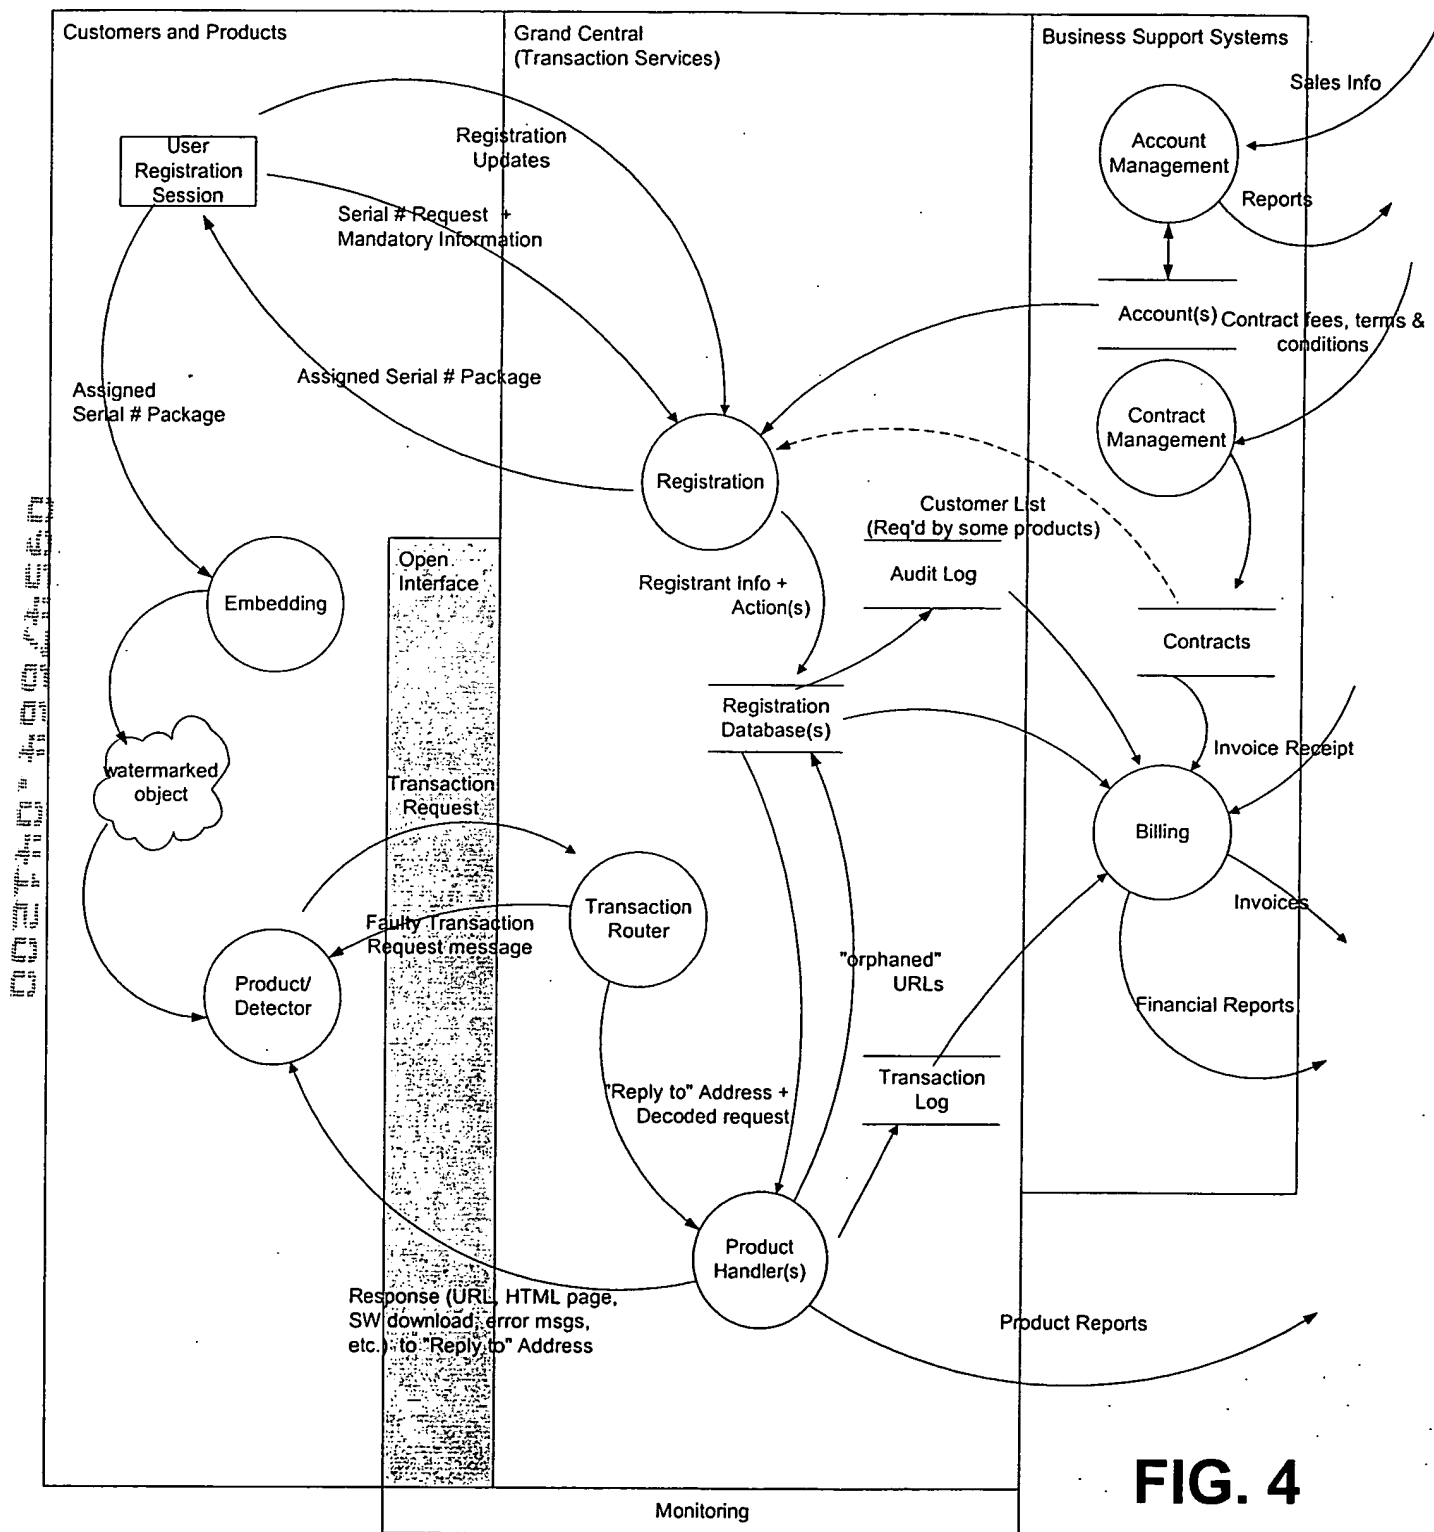 Customers and Products
Grand Central
(Transaction Services)
Business Support Systems
Sales Info
User
Registration
Session
Registration
Updates
Account
Management
Reports
Serial # Request +
Mandatory Information
Account(s)
Contract fees, terms &
conditions
Assigned
Serial # Package
Assigned Serial # Package
Contract
Management
Registration
Customer List
(Req'd by some products)
Open
Interface
Embedding
Registrant Info +
Action(s)
Audit Log
Contracts
Registration
Database(s)
watermarked
object
Invoice Receipt
Transaction
Request
Billing
Transaction
Router
Faulty Transaction
Request message
Invoices
Product/
Detector
"orphaned"
URLs
Financial Reports
"Reply to" Address +
Decoded request
Transaction
Log
Product
Handler(s)
Response (URL, HTML page,
SW download, error msgs,
etc.) to "Reply to" Address
Product Reports
FIG. 4
Monitoring